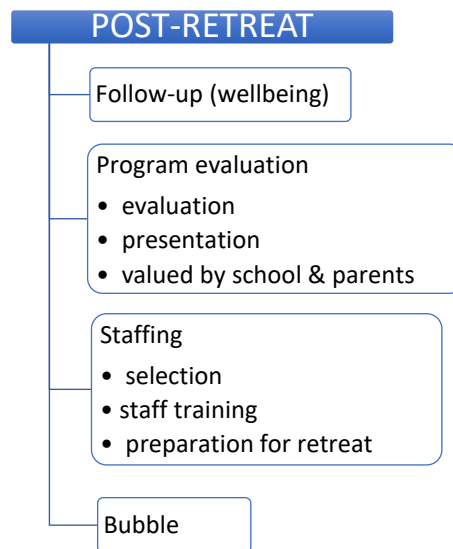 POST-RETREAT
Follow-up (wellbeing)
Program evaluation
• evaluation
• presentation
• valued by school & parents
Staffing
• selection
• staff training
• preparation for retreat
Bubble